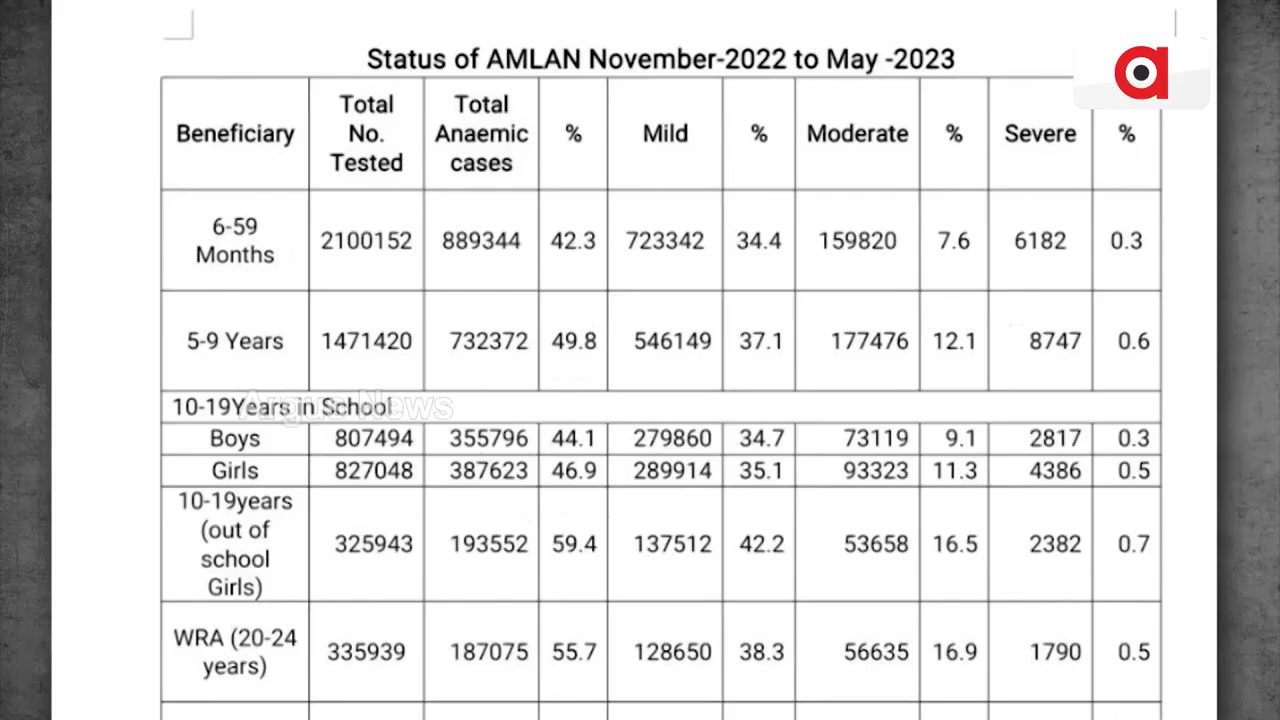 Status of AMLAN November-2022 to May -2023
Beneficiary Total No. Tested Total Anaemic cases % Mild % Moderate % Severe %
6-59 Months 2100152 889344 42.3 723342 34.4 159820 7.6 6182 0.3
5-9 Years 1471420 732372 49.8 546149 37.1 177476 12.1 8747 0.6
10-19Years in School
Argus News
Boys 807494 355796 44.1 279860 34.7 73119 9.1 2817 0.3
Girls 827048 387623 46.9 289914 35.1 93323 11.3 4386 0.5
10-19years (out of school Girls) 325943 193552 59.4 137512 42.2 53658 16.5 2382 0.7
WRA (20-24 years) 335939 187075 55.7 128650 38.3 56635 16.9 1790 0.5